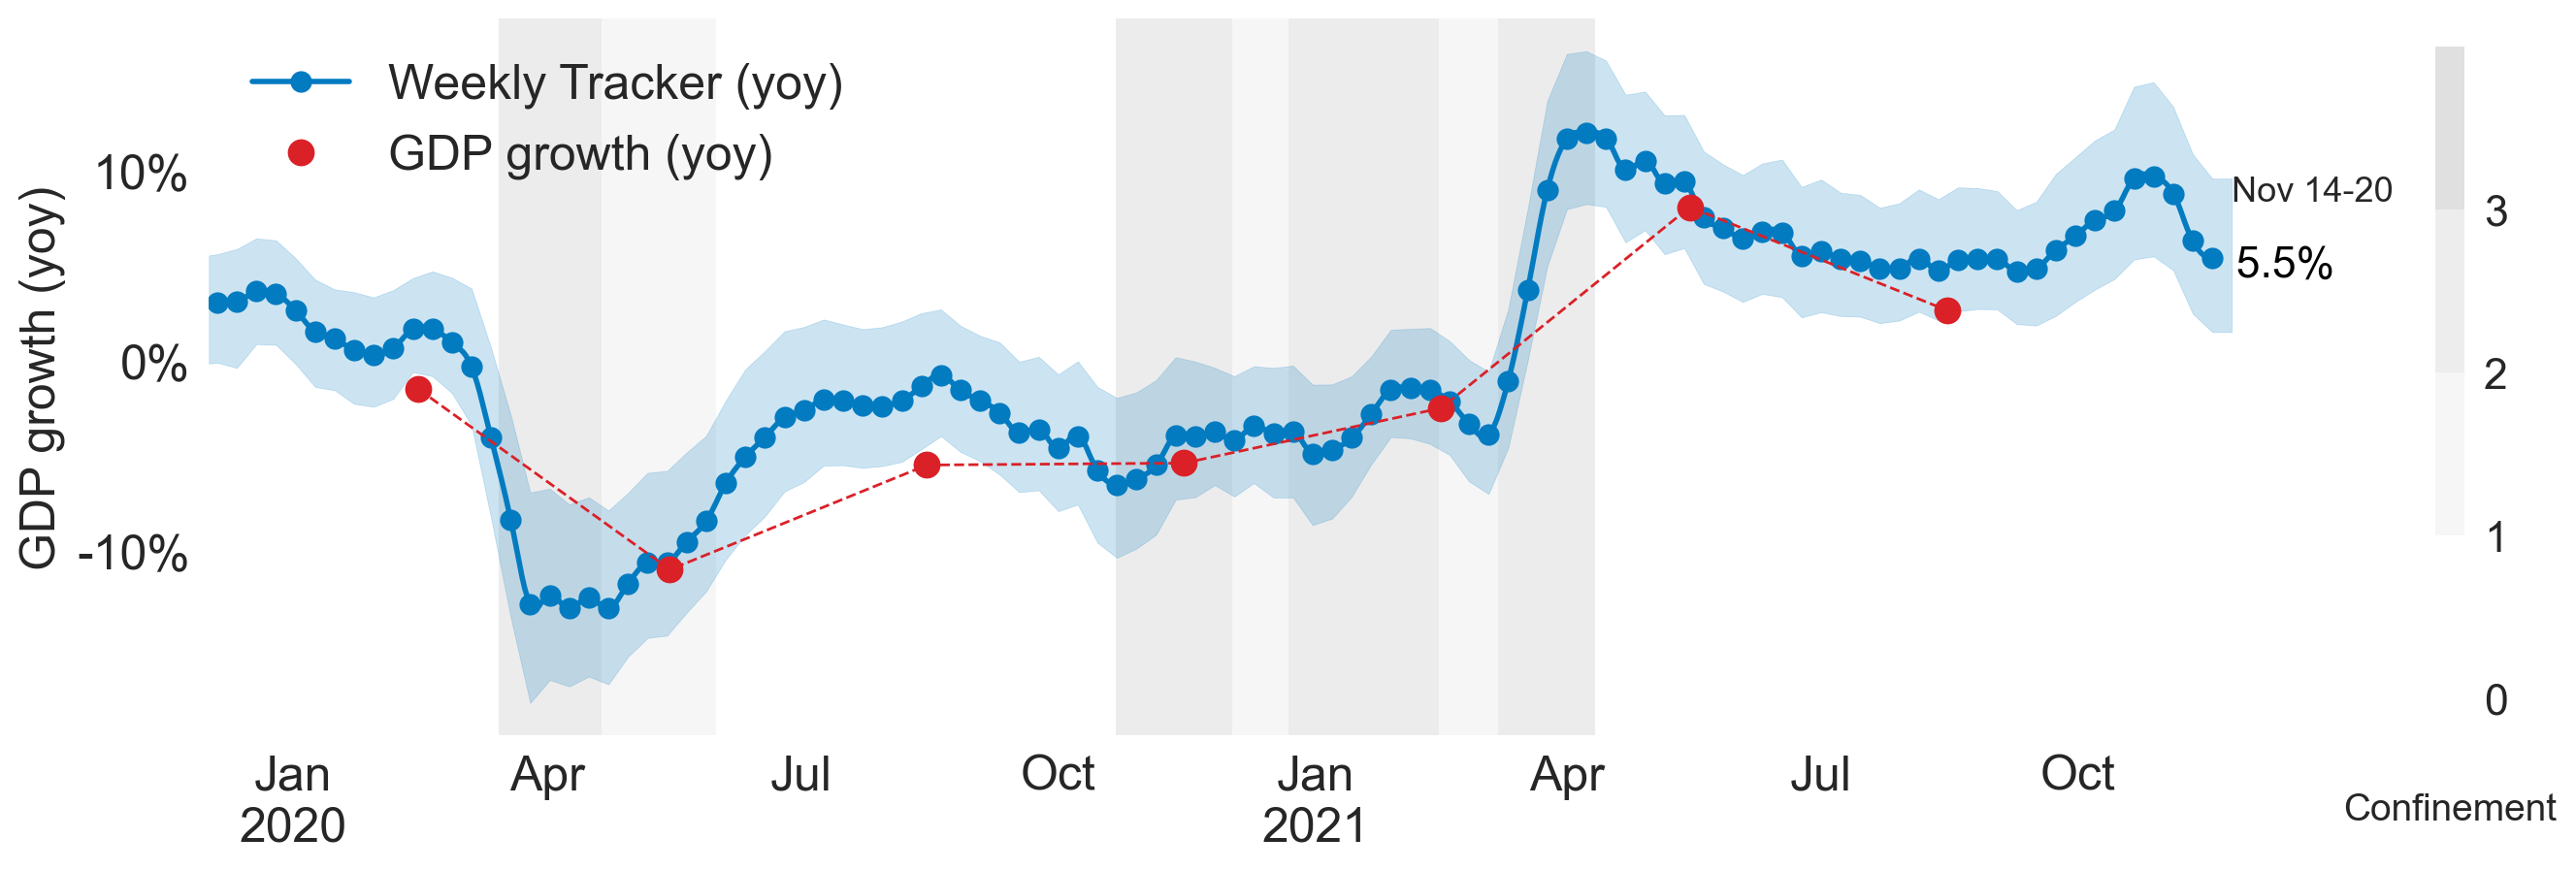 Weekly Tracker (yoy)
GDP growth (yoy)
GDP growth (yoy)
10%
0%
-10%
Nov 14-20
5.5%
3
2
1
0
Jan
2020
Apr
Jul
Oct
Jan
2021
Apr
Jul
Oct
Confinement